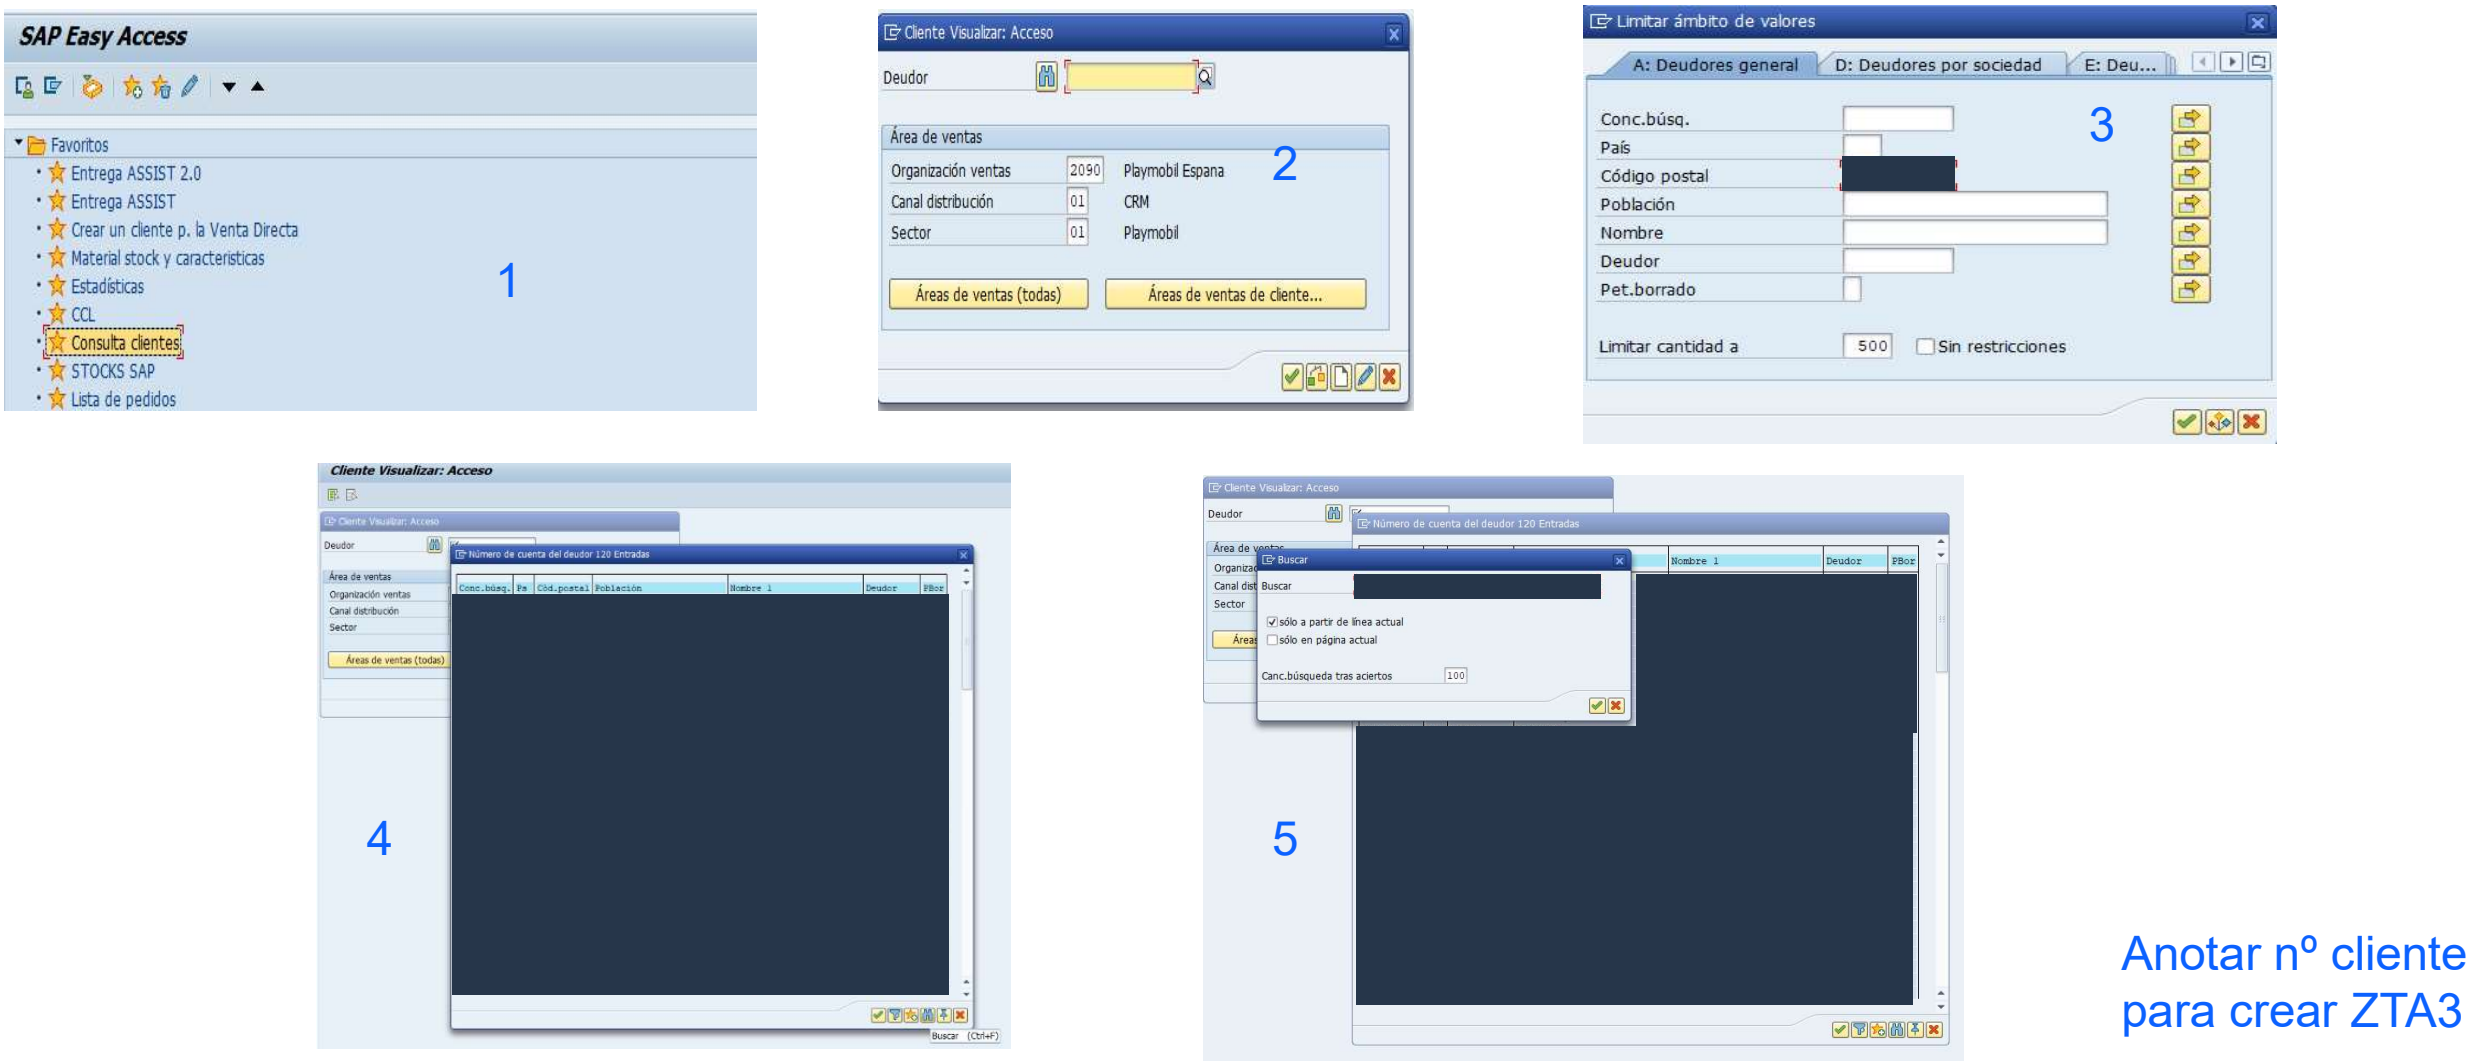 SAP Easy Access
Favoritos
Entrega ASSIST 2.0
Entrega ASSIST
Crear un cliente p. la Venta Directa
Material stock y caracteristicas
Estadísticas
CCL
Consulta clientes
STOCKS SAP
Lista de pedidos
1
Cliente Visualizar: Acceso
Deudor
Área de ventas
Organización ventas 2090 Playmobil Espana
Canal distribución 01 CRM
Sector 01 Playmobil
Áreas de ventas (todas) Áreas de ventas de cliente...
2
Limitar ámbito de valores
A: Deudores general D: Deudores por sociedad E: Deu...
Conc.búsq.
País
Código postal
Población
Nombre
Deudor
Pet.borrado
Limitar cantidad a 500 Sin restricciones
3
Cliente Visualizar: Acceso
Cliente Visualizar: Acceso
Deudor
Área de ventas
Organización ventas
Canal distribución
Sector
Áreas de ventas (todas)
Número de cuenta del deudor 120 Entradas
Conc.búsq. Ps Cód.postal Población Nombre 1 Deudor PBor
Buscar (Ctrl+F)
4
Cliente Visualizar: Acceso
Deudor
Número de cuenta del deudor 120 Entradas
Área de ventas
Organizac
Canal dist
Sector
Áreas
Nombre 1 Deudor PBor
Buscar
Buscar
sólo a partir de línea actual
sólo en página actual
Canc.búsqueda tras aciertos 100
5
Anotar nº cliente
para crear ZTA3